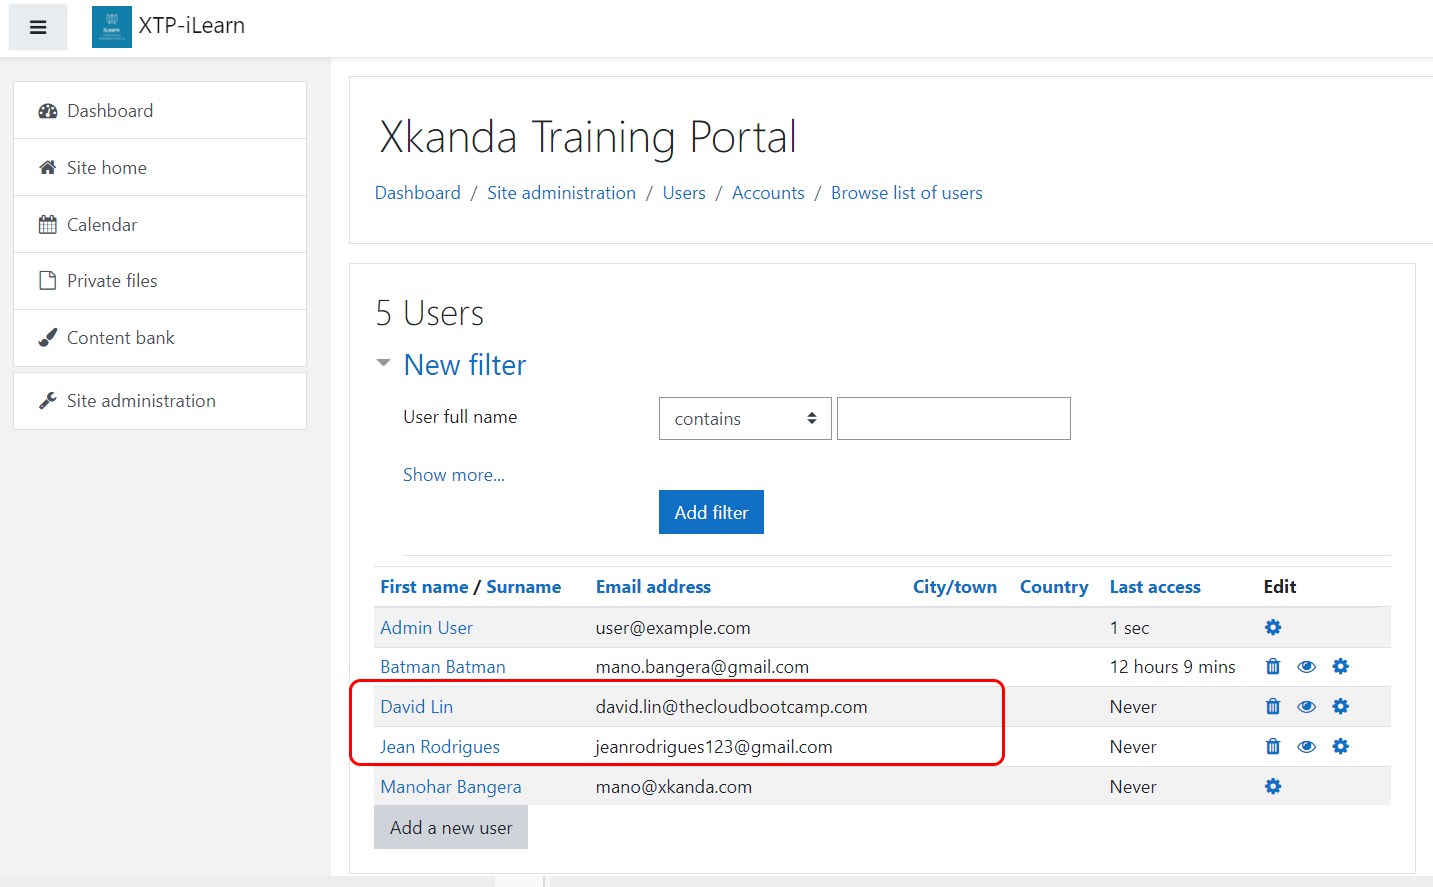 XTP-iLearn
Dashboard
Site home
Calendar
Private files
Content bank
Site administration
Xkanda Training Portal
Dashboard / Site administration / Users / Accounts / Browse list of users
5 Users
New filter
User full name contains
Show more...
Add filter
First name / Surname Email address City/town Country Last access Edit
Admin User user@example.com 1 sec
Batman Batman mano.bangera@gmail.com 12 hours 9 mins
David Lin david.lin@thecloudbootcamp.com Never
Jean Rodrigues jeanrodrigues123@gmail.com Never
Manohar Bangera mano@xkanda.com Never
Add a new user